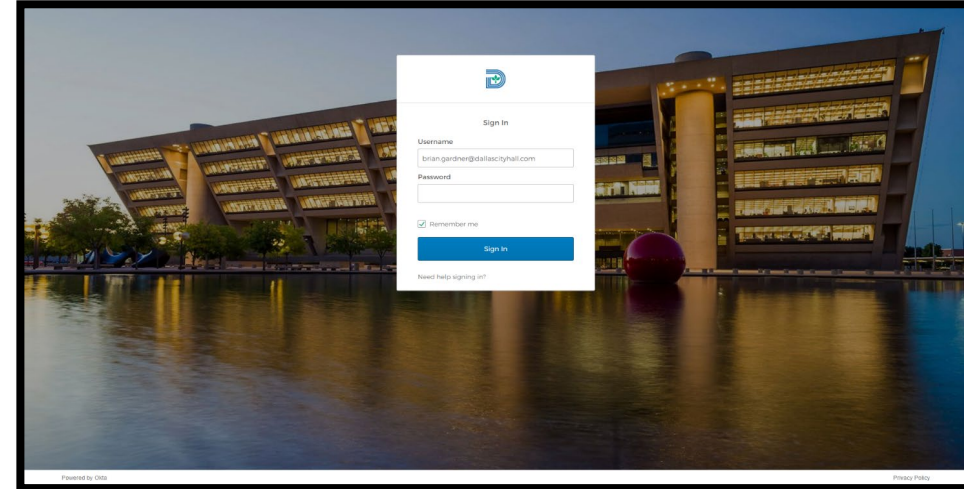 Sign In
Username
brian.gardner@dallascityhall.com
Password
Remember me
Sign In
Need help signing in?
Powered by Okta
Privacy Policy